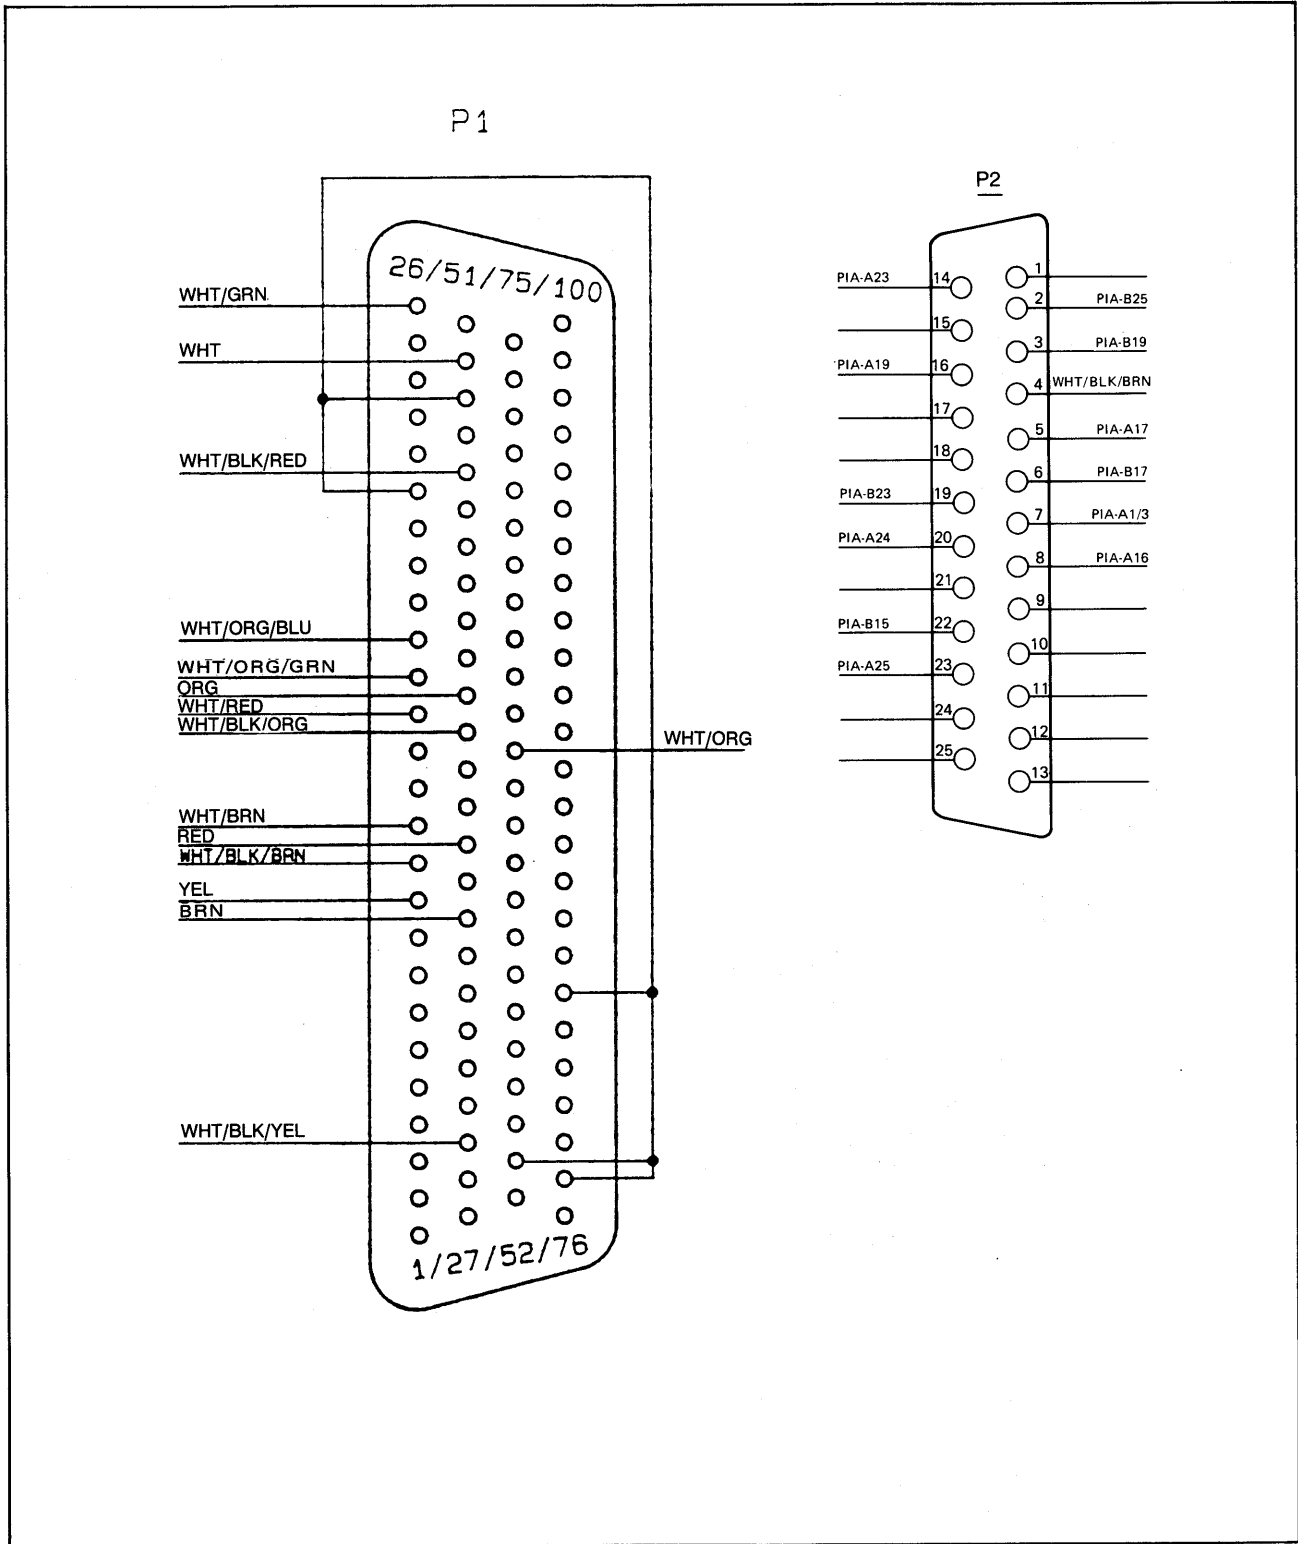 P1
26/51/75/100
WHT/GRN
WHT
WHT/BLK/RED
WHT/ORG/BLU
WHT/ORG/GRN
ORG
WHT/RED
WHT/BLK/ORG
WHT/ORG
WHT/BRN
RED
WHT/BLK/BRN
YEL
BRN
WHT/BLK/YEL
1/27/52/76
P2
PIA-A23 14
15
PIA-A19 16
17
18
PIA-B23 19
PIA-A24 20
21
PIA-B15 22
PIA-A25 23
24
25
1
2 PIA-B25
3 PIA-B19
4 WHT/BLK/BRN
5 PIA-A17
6 PIA-B17
7 PIA-A1/3
8 PIA-A16
9
10
11
12
13